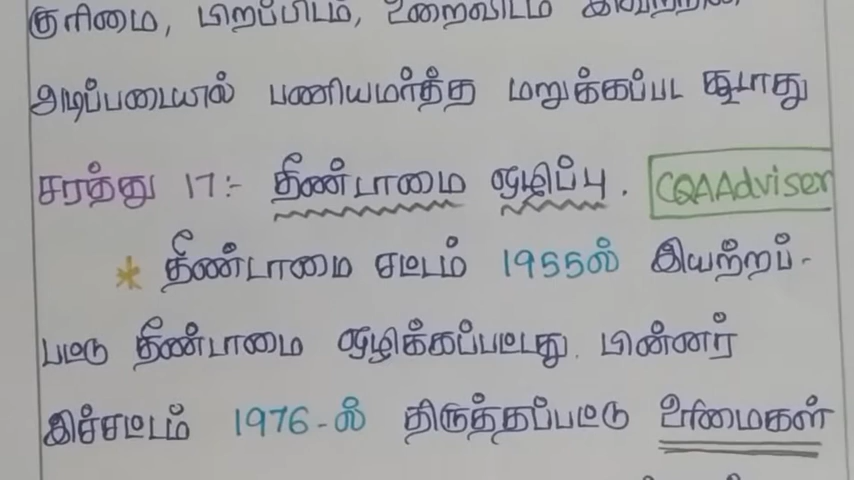 குரிமை, பிறப்பிடம், உறைவிடம்
அடிப்படையில் பணியமர்த்த மறுக்கப்பட கூடாது
சரத்து 17:- தீண்டாமை ஒழிப்பு. CQAAdviser
* தீண்டாமை சட்டம் 1955ல் இயற்றப்-
பட்டு தீண்டாமை ஒழிக்கப்பட்டது. பின்னர்
இச்சட்டம் 1976-ல் திருத்தப்பட்டு உரிமைகள்